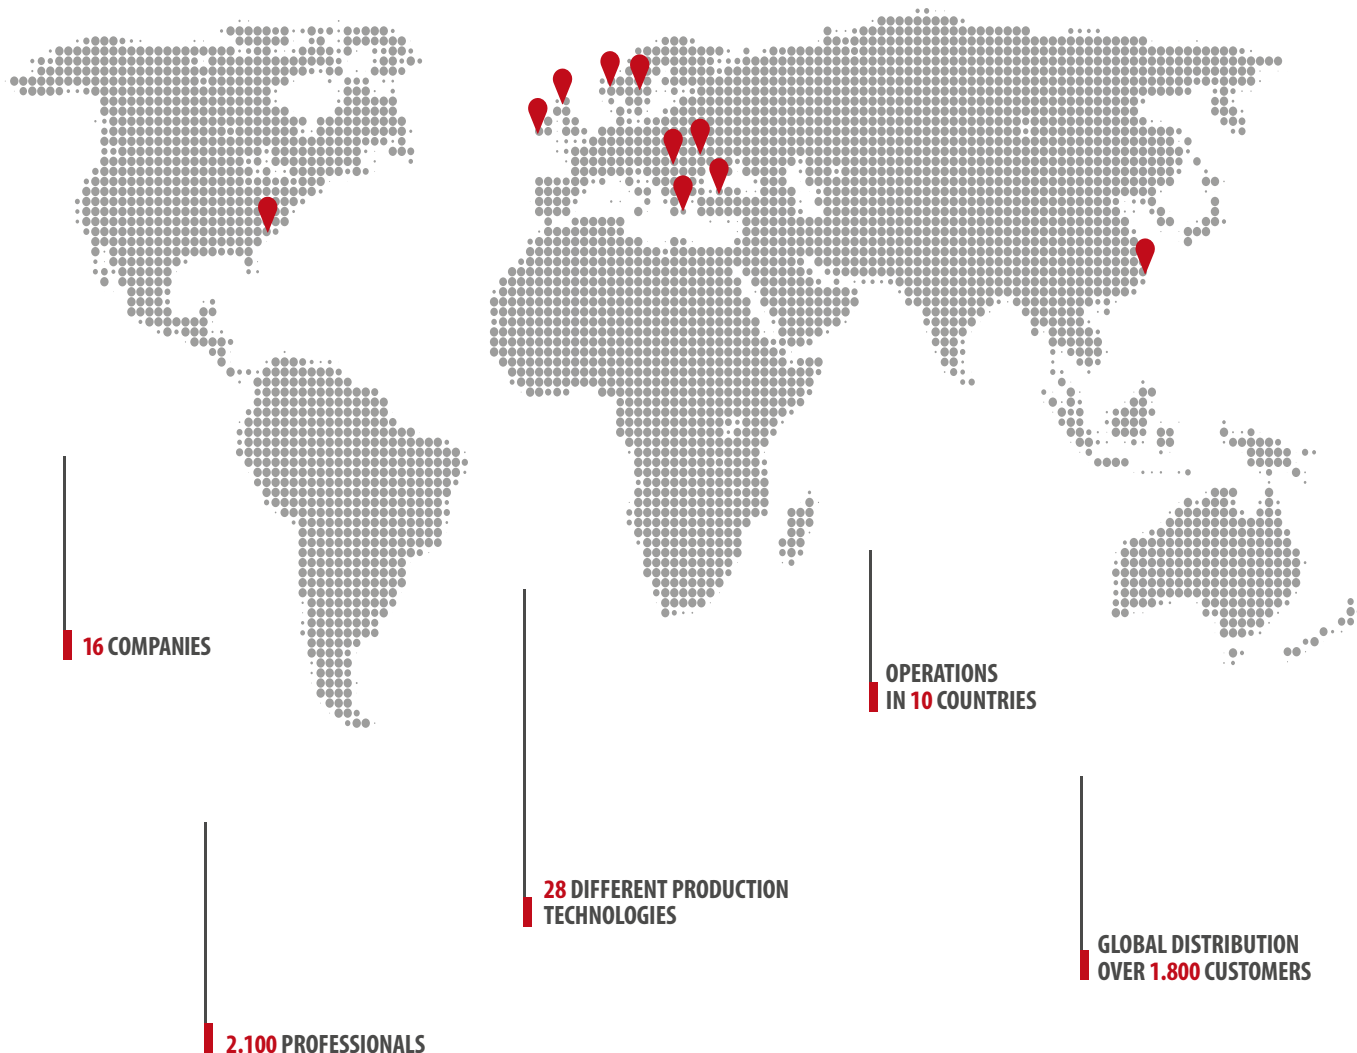 16 COMPANIES
OPERATIONS
IN 10 COUNTRIES
28 DIFFERENT PRODUCTION
TECHNOLOGIES
GLOBAL DISTRIBUTION
OVER 1.800 CUSTOMERS
2.100 PROFESSIONALS